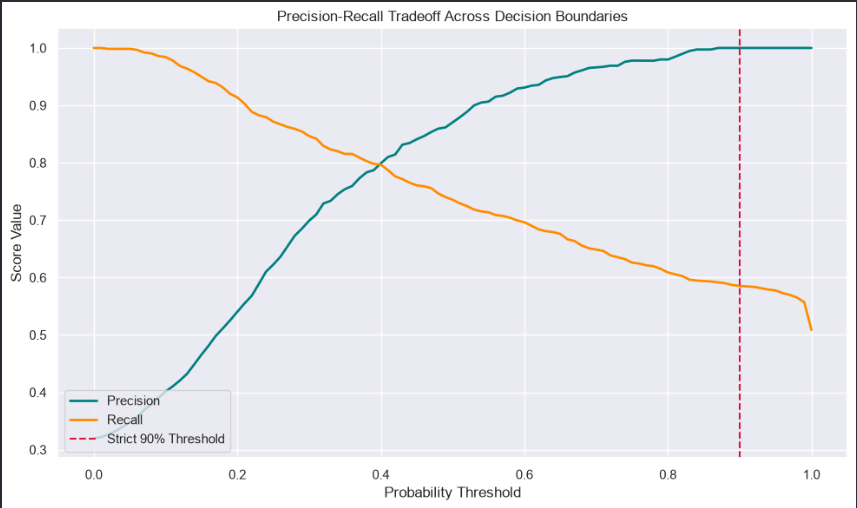 Precision-Recall Tradeoff Across Decision Boundaries
Score Value
1.0
0.9
0.8
0.7
0.6
0.5
0.4
0.3
Precision
Recall
Strict 90% Threshold
0.0 0.2 0.4 0.6 0.8 1.0
Probability Threshold